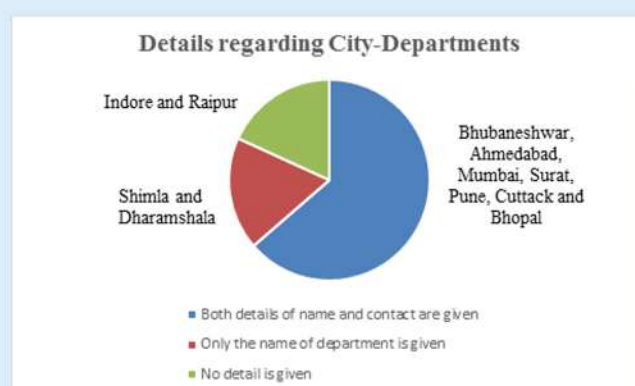 Details regarding City-Departments
Indore and Raipur
Bhubaneshwar,
Ahmedabad,
Mumbai, Surat,
Pune, Cuttack and
Bhopal
Shimla and
Dharamshala
Both details of name and contact are given
Only the name of department is given
No detail is given